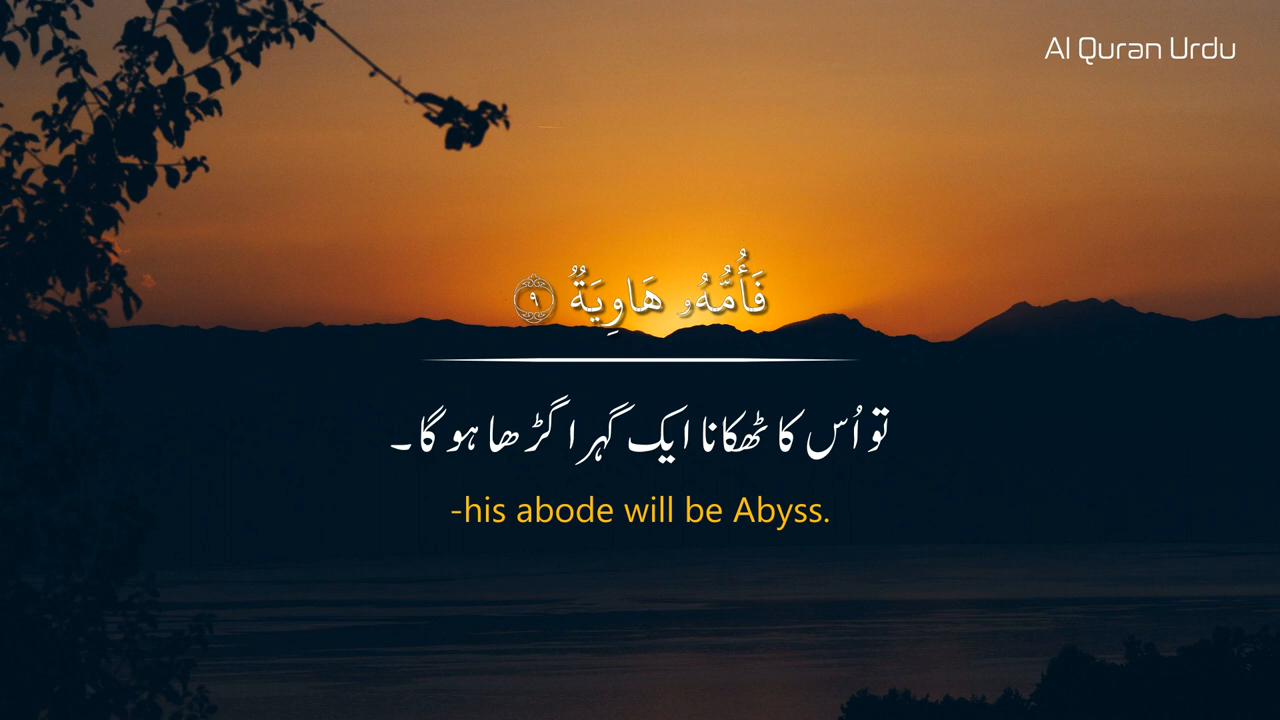 Al Quran Urdu
فَأُمُّهُۥ هَاوِيَةٌ ۝٩
تو اُس کا ٹھکانا ایک گہرا گڑھا ہو گا۔
-his abode will be Abyss.